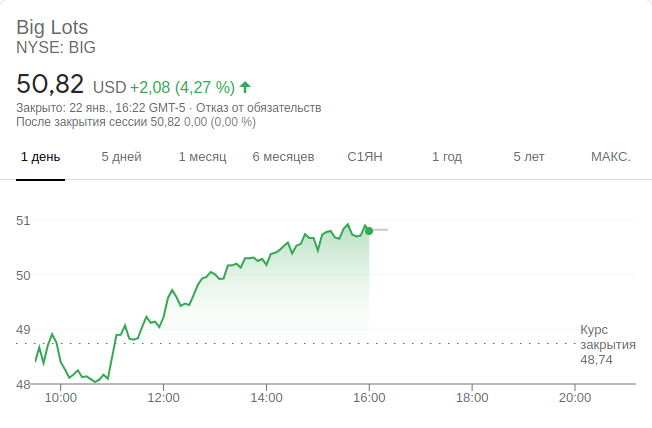 Big Lots
NYSE: BIG
50,82 USD +2,08 (4,27 %)
Закрыто: 22 янв., 16:22 GMT-5 · Отказ от обязательств
После закрытия сессии 50,82 0,00 (0,00 %)
1 день 5 дней 1 месяц 6 месяцев С1ЯН 1 год 5 лет МАКС.
51
50
49
Курс
закрытия
48,74
48
10:00 12:00 14:00 16:00 18:00 20:00